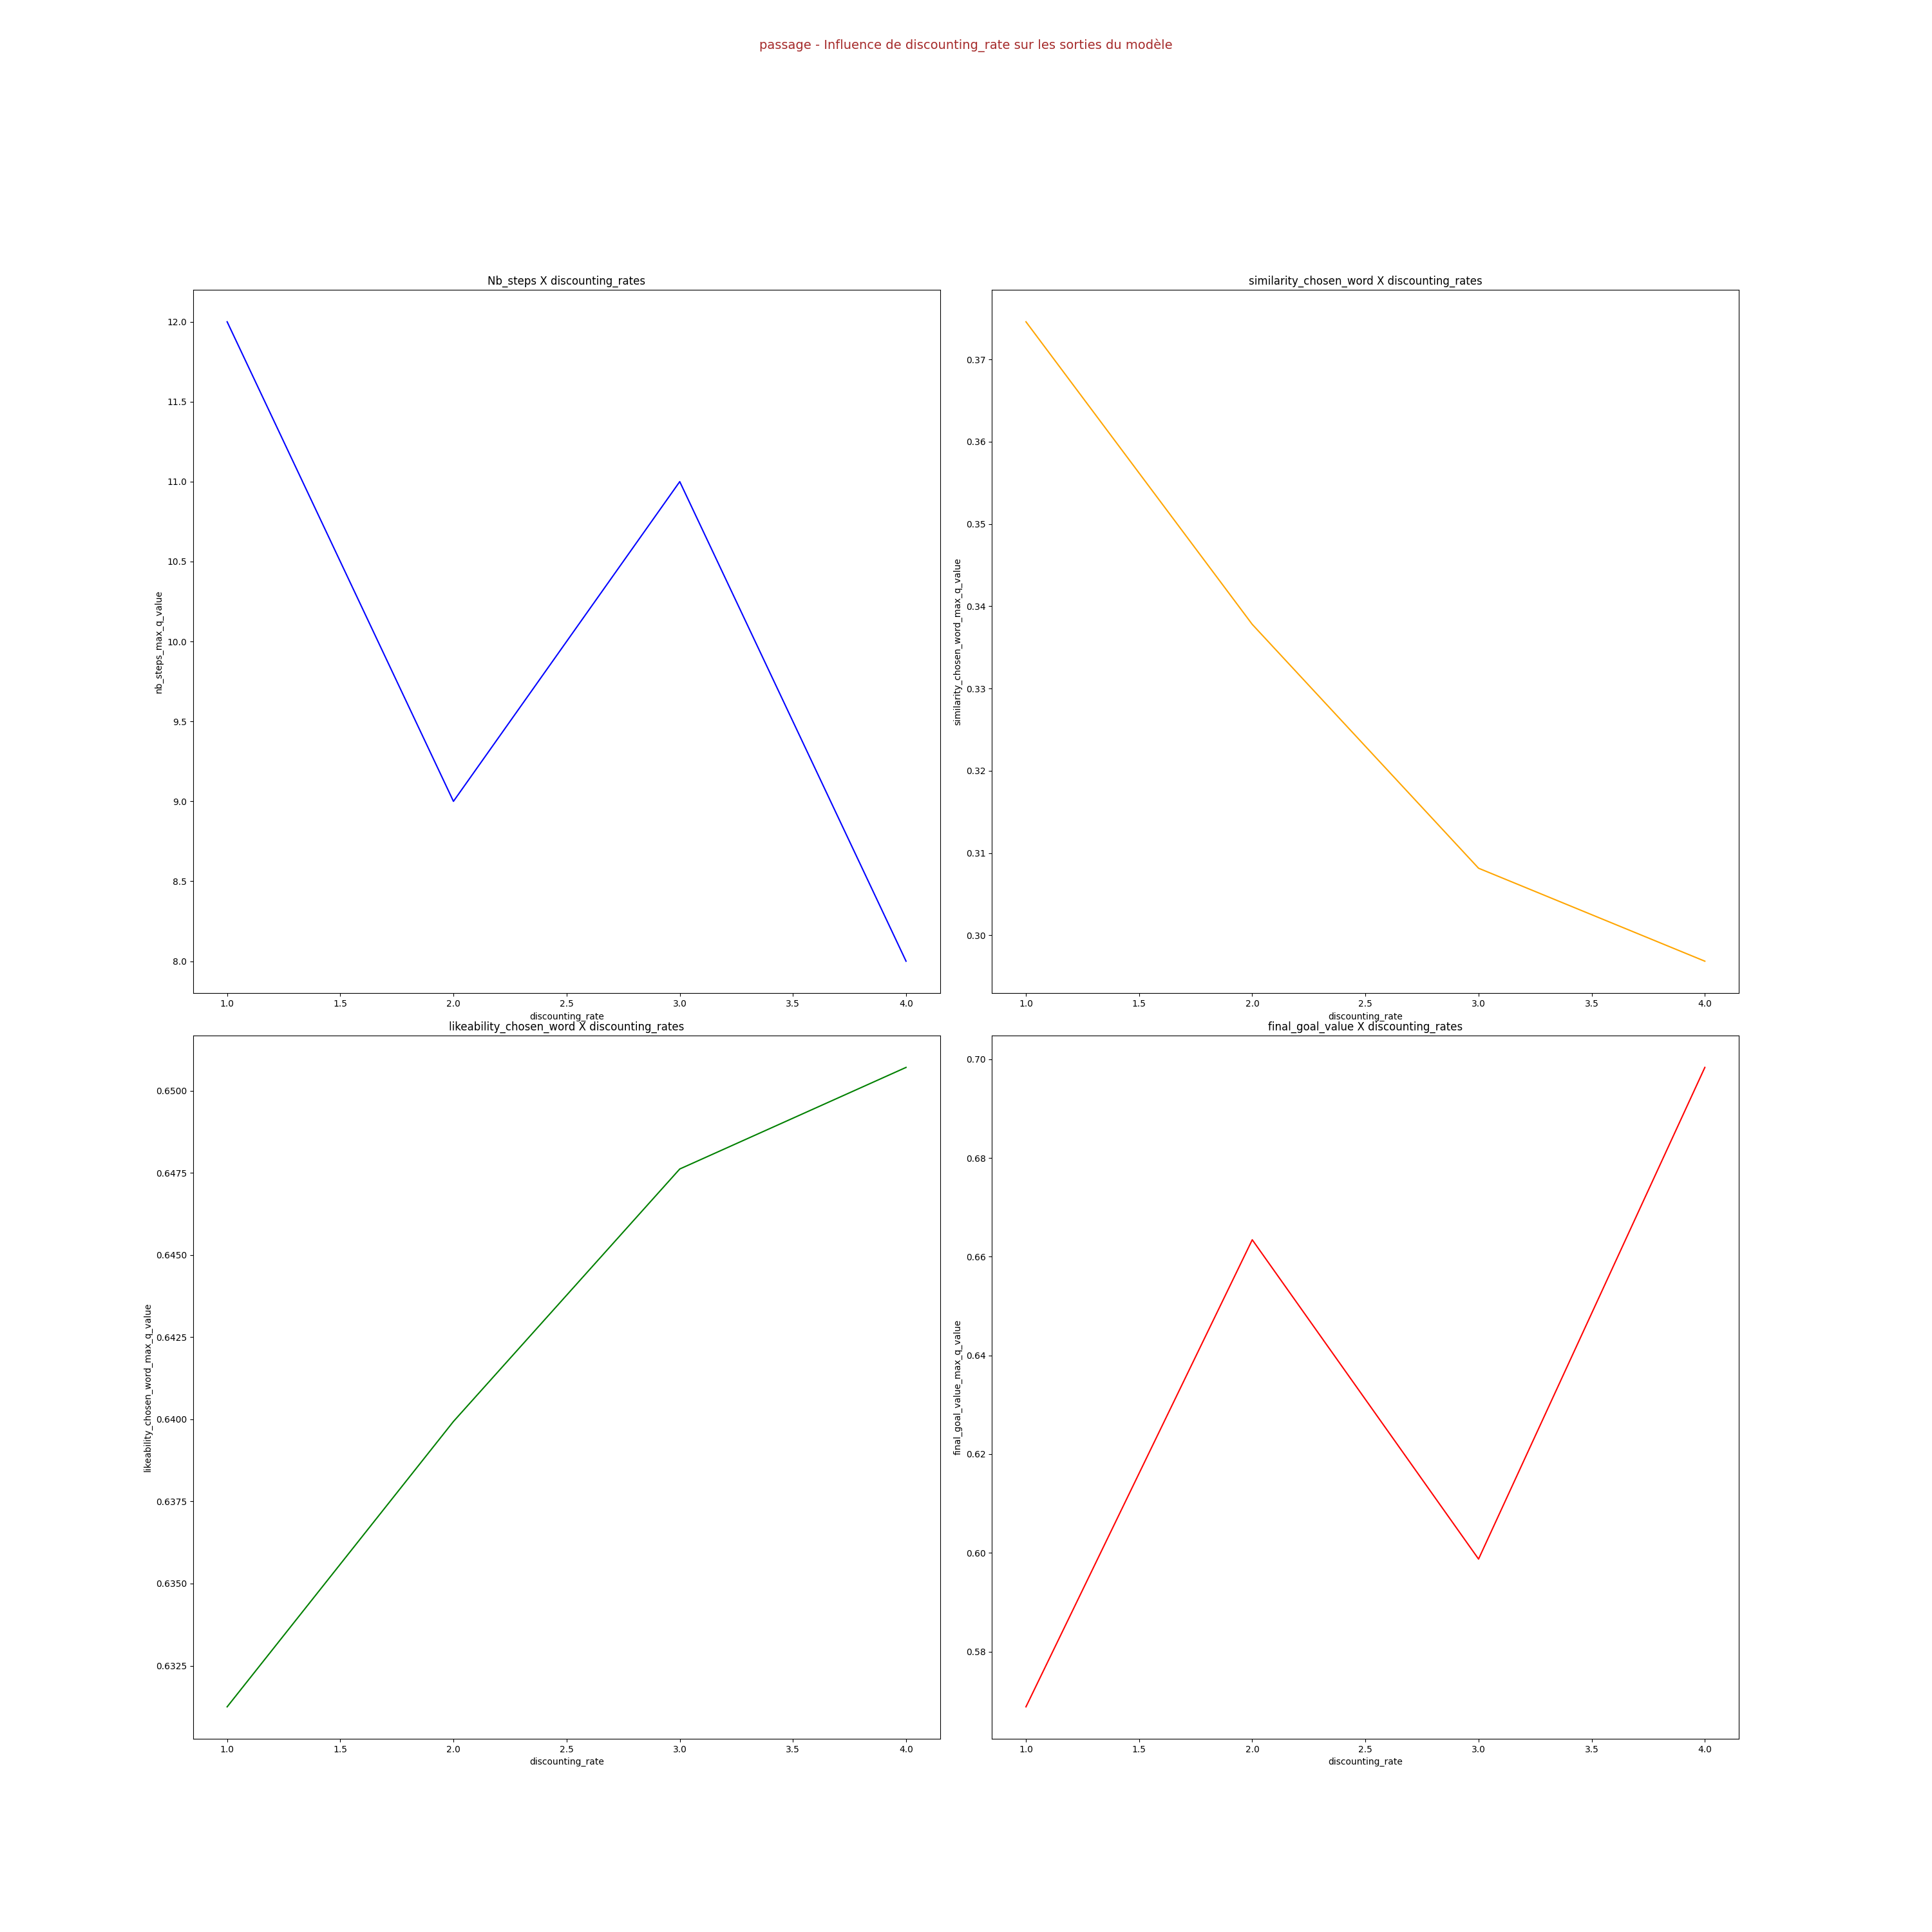 passage - Influence de discounting_rate sur les sorties du modèle
Nb_steps X discounting_rates
12.0
11.5
11.0
10.5
10.0
9.5
9.0
8.5
8.0
nb_steps_max_q_value
1.0 1.5 2.0 2.5 3.0 3.5 4.0
discounting_rate
similarity_chosen_word X discounting_rates
0.37
0.36
0.35
0.34
0.33
0.32
0.31
0.30
similarity_chosen_word_max_q_value
1.0 1.5 2.0 2.5 3.0 3.5 4.0
discounting_rate
likeability_chosen_word X discounting_rates
0.6500
0.6475
0.6450
0.6425
0.6400
0.6375
0.6350
0.6325
likeability_chosen_word_max_q_value
1.0 1.5 2.0 2.5 3.0 3.5 4.0
discounting_rate
final_goal_value X discounting_rates
0.70
0.68
0.66
0.64
0.62
0.60
0.58
final_goal_value_max_q_value
1.0 1.5 2.0 2.5 3.0 3.5 4.0
discounting_rate